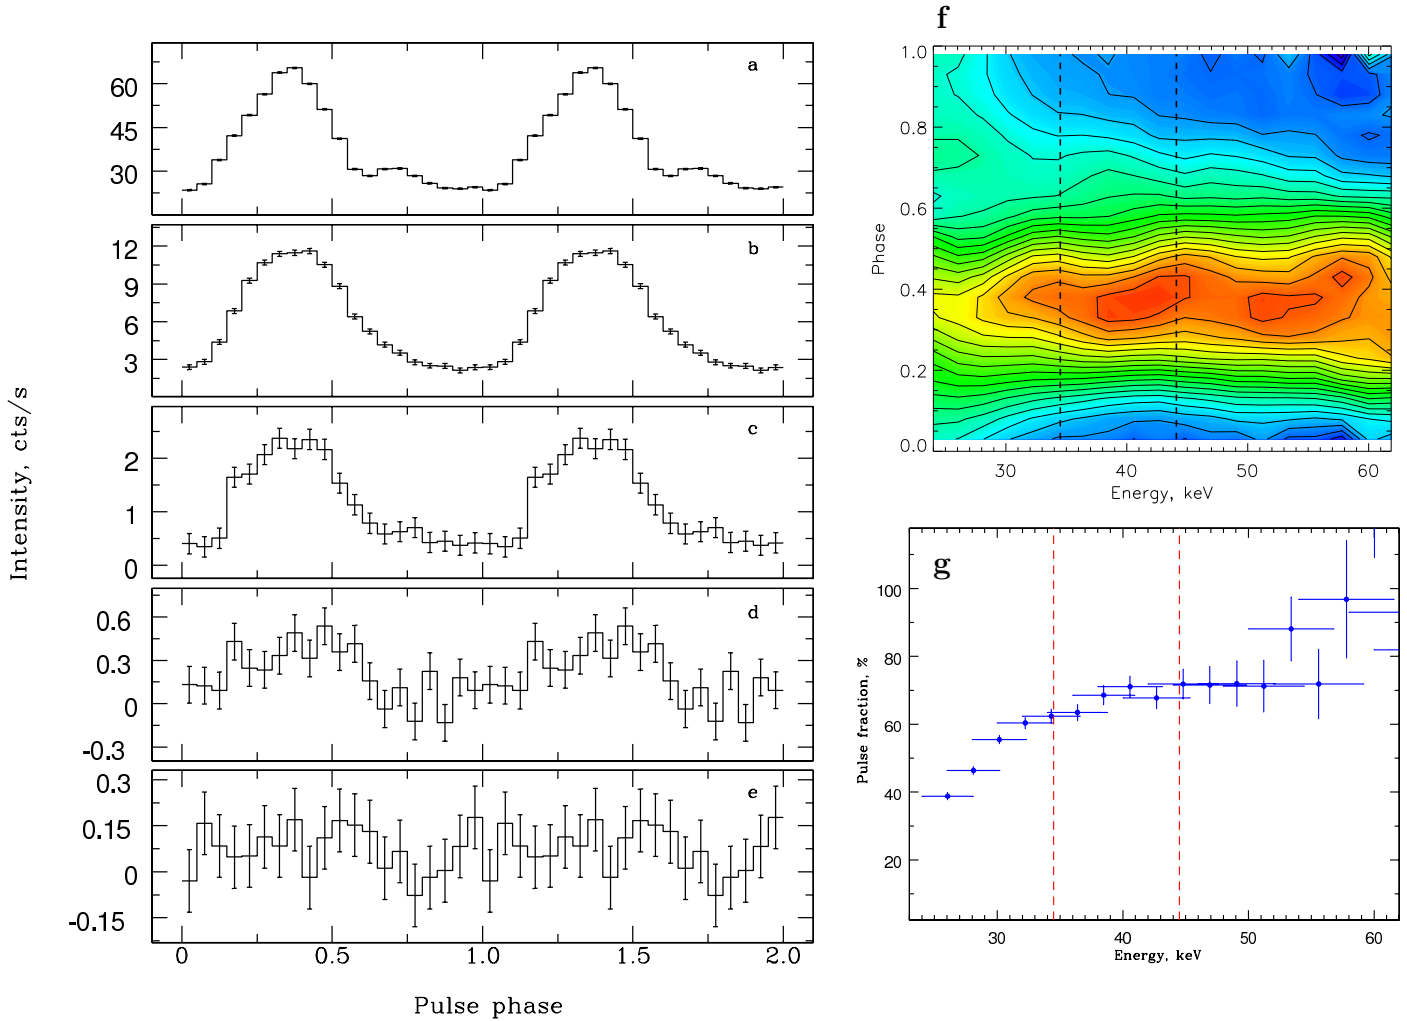 Intensity, cts/s
a
60
45
30
b
12
9
6
3
c
2
1
0
d
0.6
0.3
0
-0.3
e
0.3
0.15
0
-0.15
0 0.5 1.0 1.5 2.0
Pulse phase
f
Phase
1.0
0.8
0.6
0.4
0.2
0.0
30 40 50 60
Energy, keV
g
Pulse fraction, %
100
80
60
40
20
30 40 50 60
Energy, keV